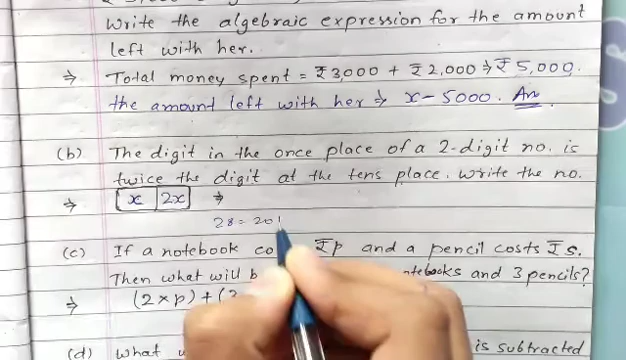 Write the algebraic expression for the amount
left with her.
⇒ Total money spent = ₹3,000 + ₹2,000 ⇒ ₹5,000.
the amount left with her ⇒ x - 5000. Ans
(b) The digit in the once place of a 2-digit no. is
twice the digit at the tens place. Write the no.
⇒ x 2x ⇒
28 = 20
(c) If a notebook ₹p and a pencil costs ₹s.
Then what will and 3 pencils?
⇒ (2 × p) + (
(d) What is subtracted